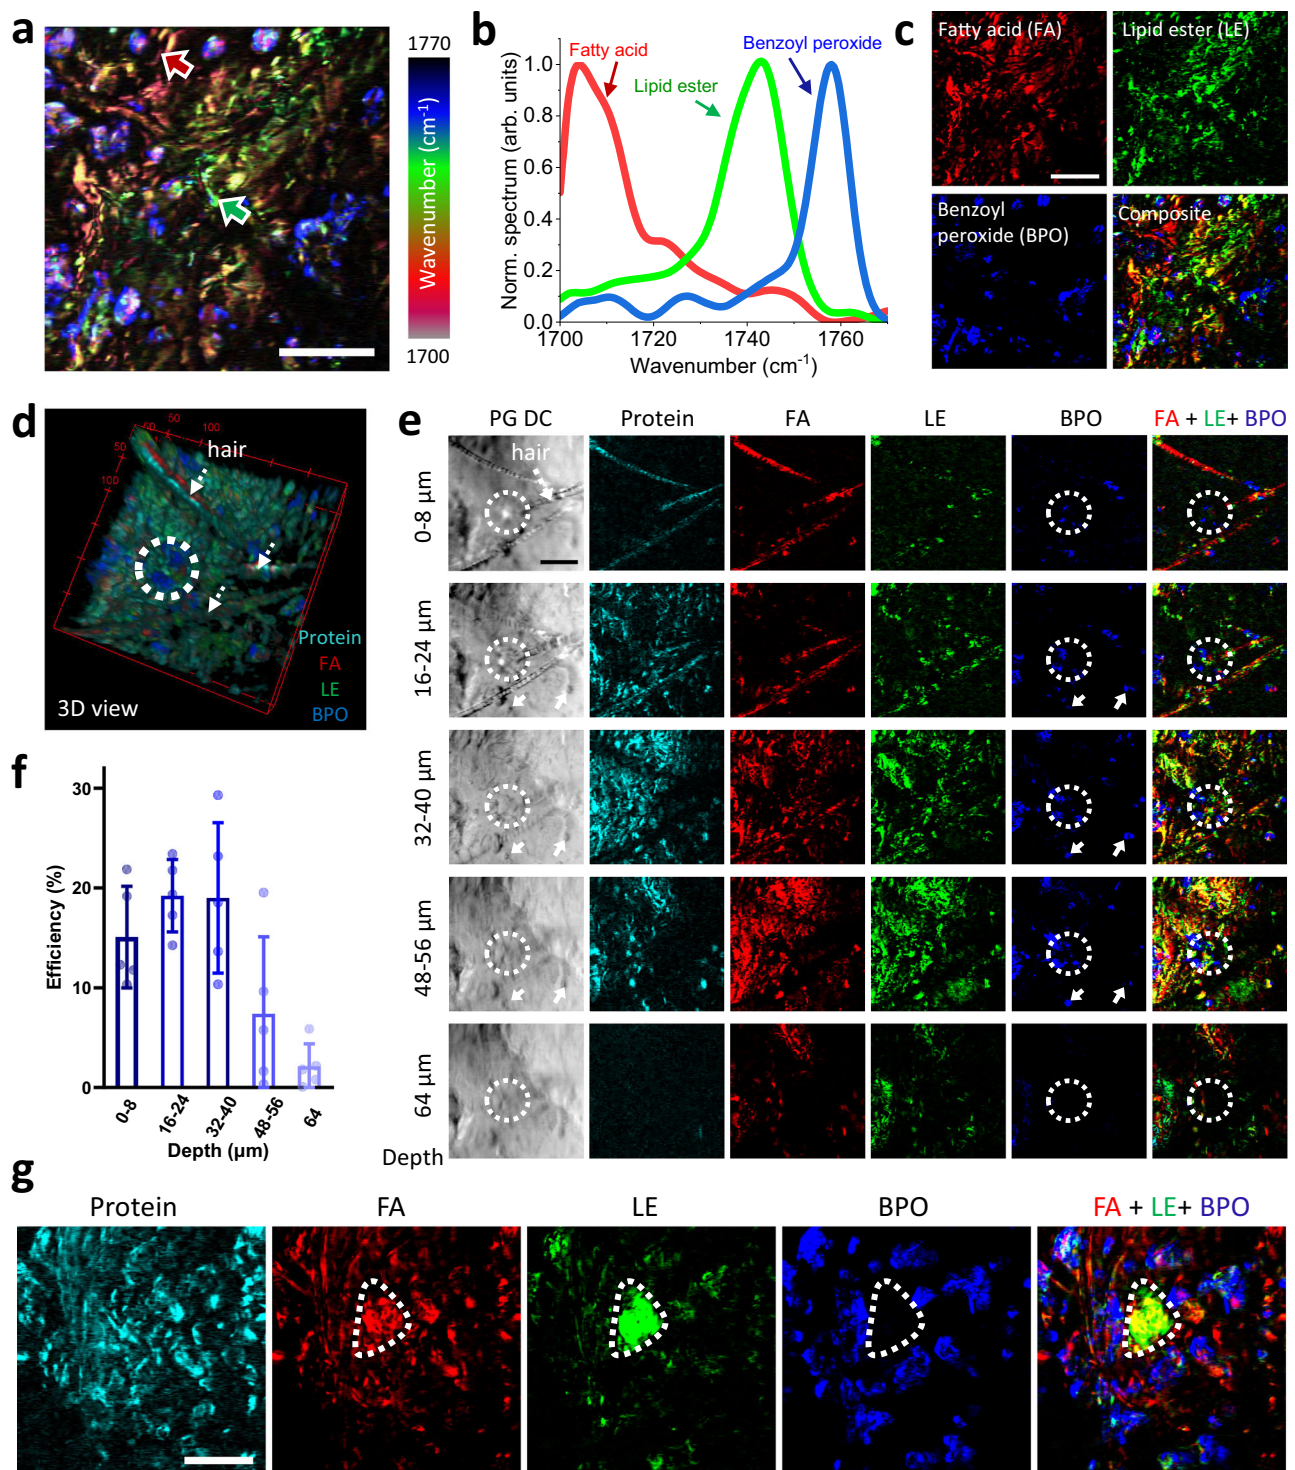 a
1770
Wavenumber (cm-1)
1700
b
Fatty acid
Benzoyl peroxide
Lipid ester
Norm. spectrum (arb. units)
1.0
0.8
0.6
0.4
0.2
0.0
1700
1720
1740
1760
Wavenumber (cm-1)
c
Fatty acid (FA)
Lipid ester (LE)
Benzoyl
peroxide (BPO)
Composite
d
hair
50
100
50
100
Protein
FA
LE
BPO
3D view
e
PG DC
Protein
FA
LE
BPO
FA + LE+ BPO
hair
0-8 μm
16-24 μm
32-40 μm
48-56 μm
64 μm
Depth
f
Efficiency (%)
30
20
10
0
0-8
16-24
32-40
48-56
64
Depth (μm)
g
Protein
FA
LE
BPO
FA + LE+ BPO